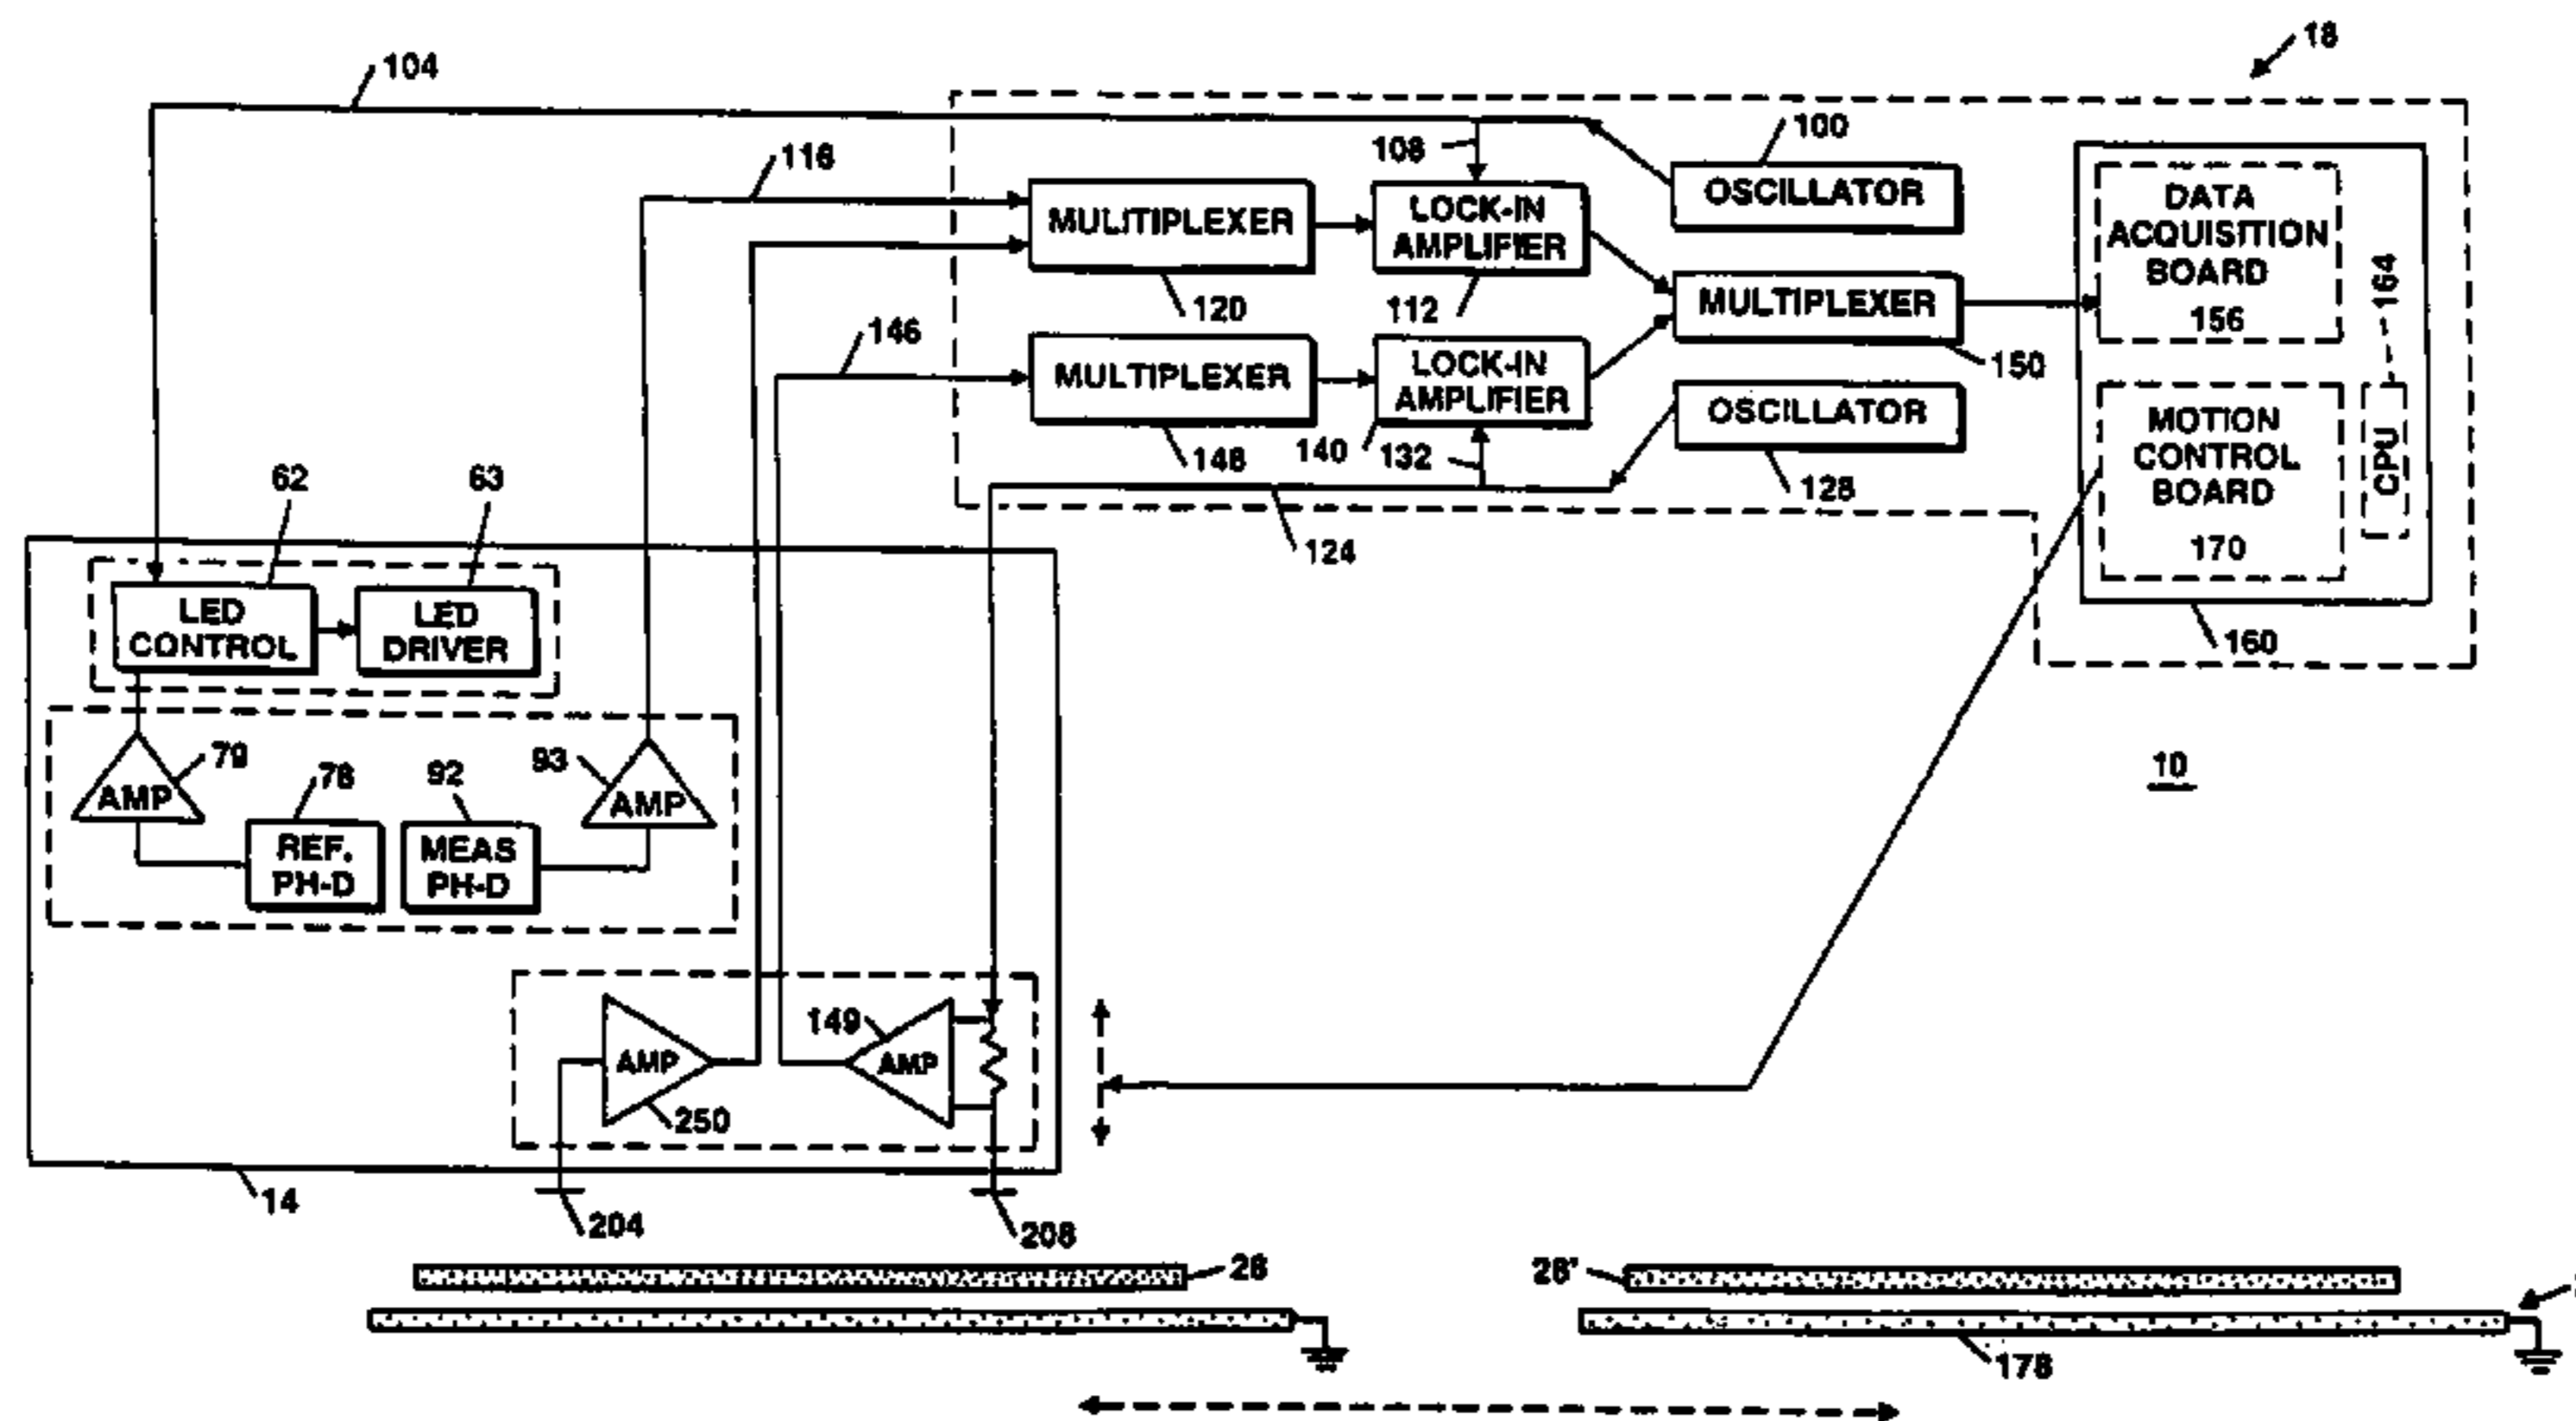 18
104
100
116
108
OSCILLATOR
MULITIPLEXER
LOCK-IN
AMPLIFIER
DATA
ACQUISITION
BOARD
156
164
120
112
MULTIPLEXER
150
146
MULTIPLEXER
LOCK-IN
AMPLIFIER
OSCILLATOR
MOTION
CONTROL
BOARD
170
CPU
148
140
132
128
124
160
62
63
LED
CONTROL
LED
DRIVER
79
AMP
78
92
93
AMP
REF.
PH-D
MEAS
PH-D
10
149
AMP
AMP
250
14
204
208
28
28'
178